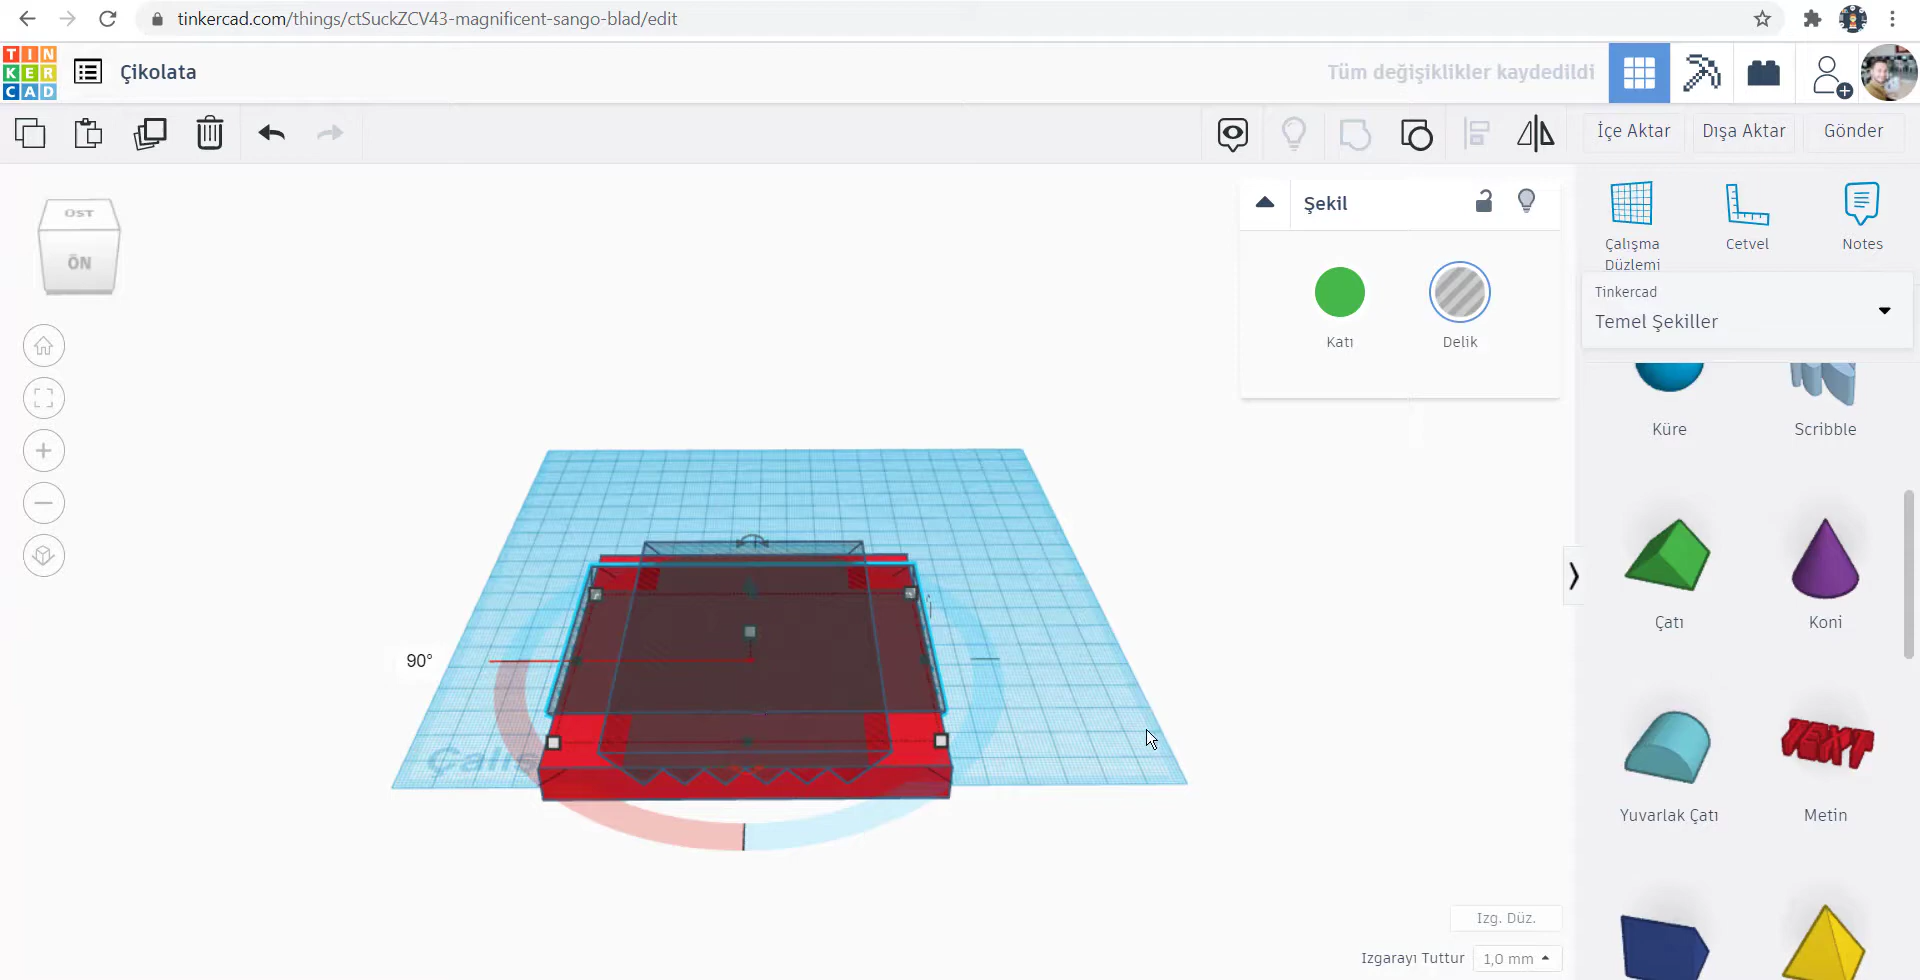 tinkercad.com/things/ctSuckZCV43-magnificent-sango-blad/edit
TIN
KER
CAD
Çikolata
Tüm değişiklikler kaydedildi
İçe Aktar
Dışa Aktar
Gönder
ÜST
ÖN
Şekil
Katı
Delik
Çalışma
Düzlemi
Cetvel
Notes
Tinkercad
Temel Şekiller
Küre
Scribble
Çatı
Koni
90°
Yuvarlak Çatı
Metin
TEXT
Izg. Düz.
Izgarayı Tuttur
1,0 mm